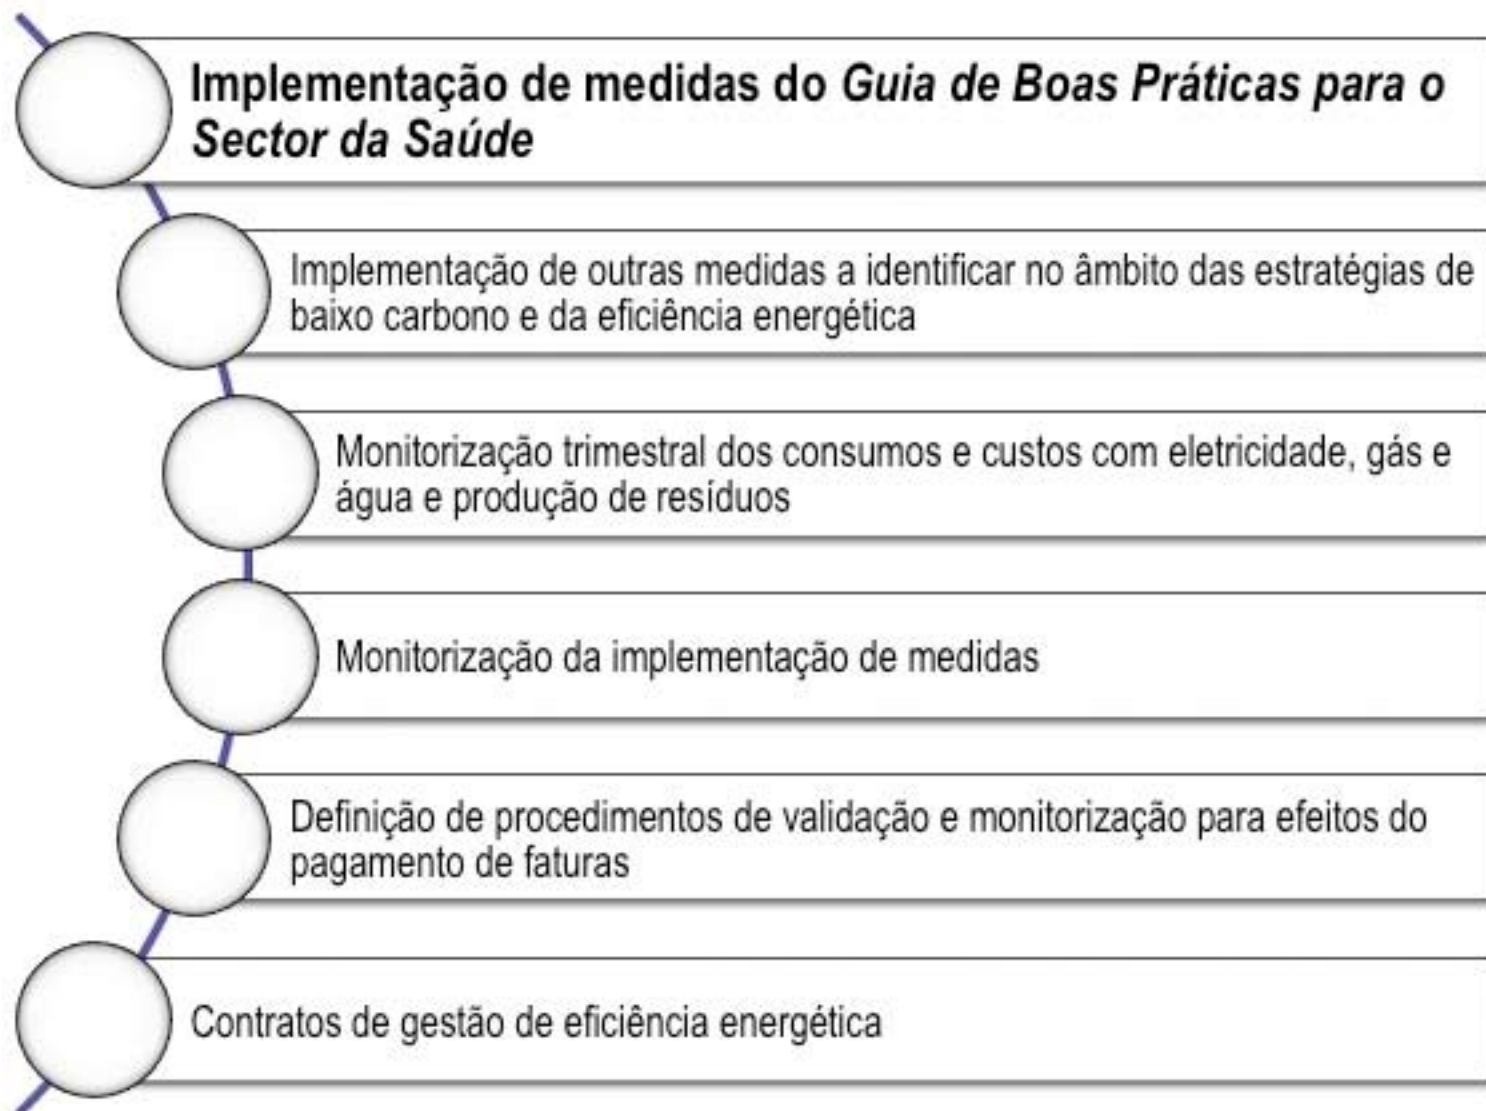 Implementação de medidas do Guia de Boas Práticas para o
Sector da Saúde
Implementação de outras medidas a identificar no âmbito das estratégias de
baixo carbono e da eficiência energética
Monitorização trimestral dos consumos e custos com eletricidade, gás e
água e produção de resíduos
Monitorização da implementação de medidas
Definição de procedimentos de validação e monitorização para efeitos do
pagamento de faturas
Contratos de gestão de eficiência energética